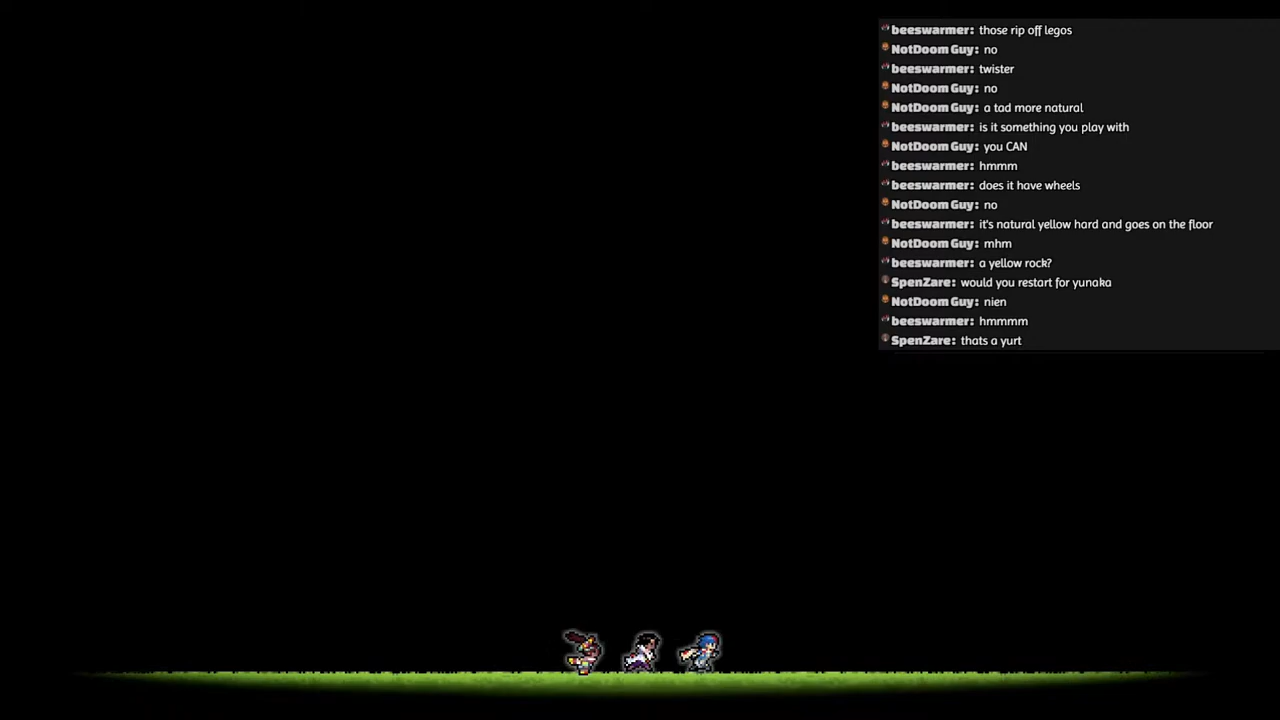 beeswarmer: those rip off legos
NotDoom Guy: no
beeswarmer: twister
NotDoom Guy: no
NotDoom Guy: a tad more natural
beeswarmer: is it something you play with
NotDoom Guy: you CAN
beeswarmer: hmmm
beeswarmer: does it have wheels
NotDoom Guy: no
beeswarmer: it's natural yellow hard and goes on the floor
NotDoom Guy: mhm
beeswarmer: a yellow rock?
SpenZare: would you restart for yunaka
NotDoom Guy: nien
beeswarmer: hmmmm
SpenZare: thats a yurt